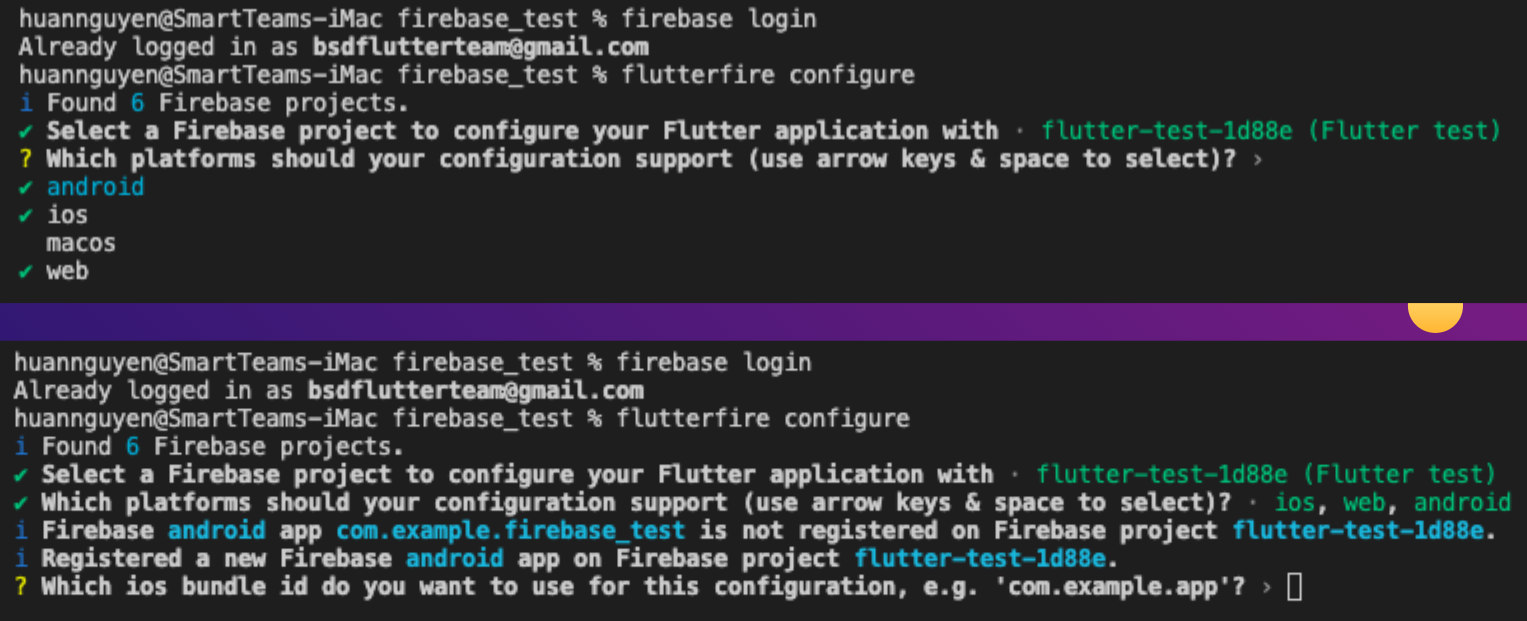 huannguyen@SmartTeams-iMac firebase_test % firebase login
Already logged in as bsdflutterteam@gmail.com
huannguyen@SmartTeams-iMac firebase_test % flutterfire configure
i Found 6 Firebase projects.
✔ Select a Firebase project to configure your Flutter application with · flutter-test-1d88e (Flutter test)
? Which platforms should your configuration support (use arrow keys & space to select)? ›
✔ android
✔ ios
macos
✔ web
huannguyen@SmartTeams-iMac firebase_test % firebase login
Already logged in as bsdflutterteam@gmail.com
huannguyen@SmartTeams-iMac firebase_test % flutterfire configure
i Found 6 Firebase projects.
✔ Select a Firebase project to configure your Flutter application with · flutter-test-1d88e (Flutter test)
✔ Which platforms should your configuration support (use arrow keys & space to select)? · ios, web, android
i Firebase android app com.example.firebase_test is not registered on Firebase project flutter-test-1d88e.
i Registered a new Firebase android app on Firebase project flutter-test-1d88e.
? Which ios bundle id do you want to use for this configuration, e.g. 'com.example.app'? ›